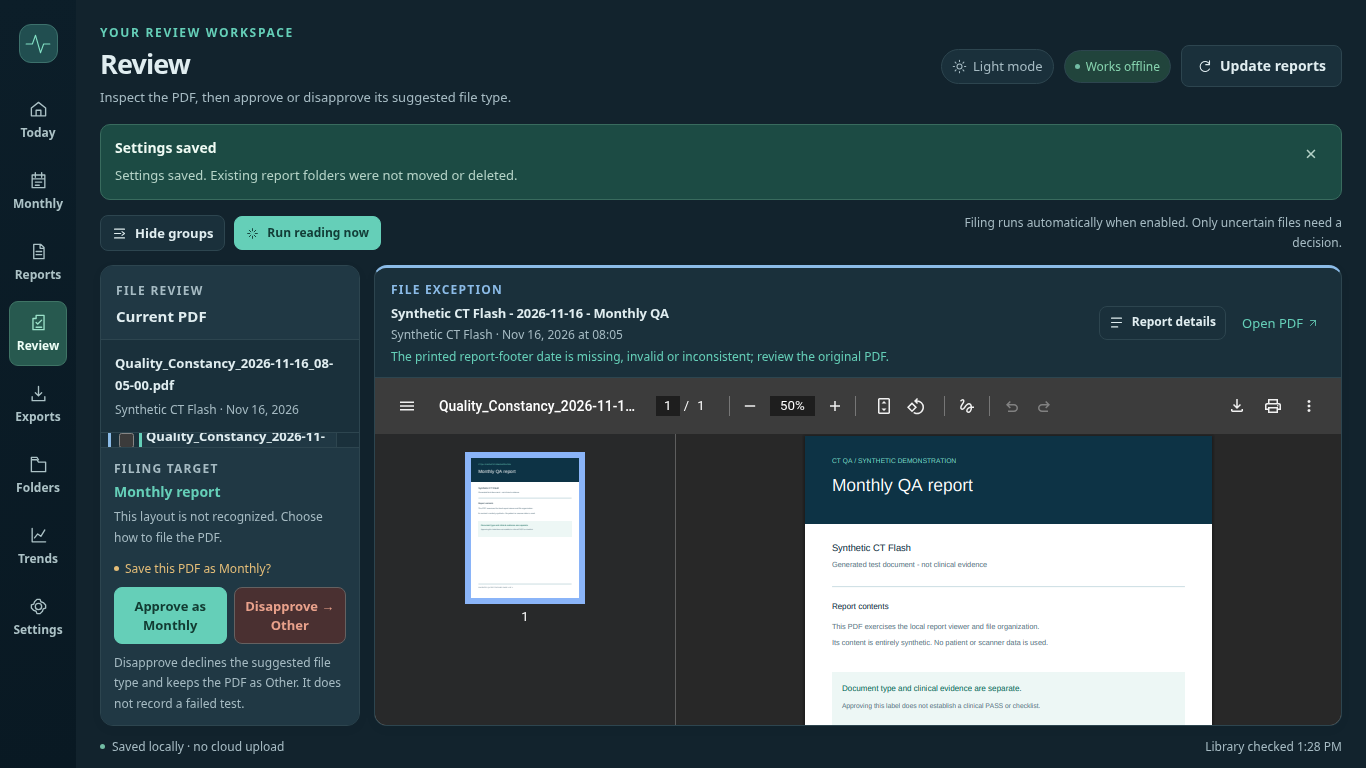 YOUR REVIEW WORKSPACE
Review
Inspect the PDF, then approve or disapprove its suggested file type.
Light mode
Works offline
Update reports
Today
Monthly
Reports
Review
Exports
Folders
Trends
Settings
Settings saved
Settings saved. Existing report folders were not moved or deleted.
Hide groups
Run reading now
Filing runs automatically when enabled. Only uncertain files need a
decision.
FILE REVIEW
Current PDF
Quality_Constancy_2026-11-16_08-
05-00.pdf
Synthetic CT Flash · Nov 16, 2026
Quality_Constancy_2026-11-
FILING TARGET
Monthly report
This layout is not recognized. Choose
how to file the PDF.
Save this PDF as Monthly?
Approve as
Monthly
Disapprove →
Other
Disapprove declines the suggested file
type and keeps the PDF as Other. It does
not record a failed test.
FILE EXCEPTION
Synthetic CT Flash - 2026-11-16 - Monthly QA
Synthetic CT Flash · Nov 16, 2026 at 08:05
The printed report-footer date is missing, invalid or inconsistent; review the original PDF.
Report details
Open PDF
Quality_Constancy_2026-11-1…
1 / 1
50%
Monthly QA report
1
CT QA / SYNTHETIC DEMONSTRATION
Monthly QA report
Synthetic CT Flash
Generated test document - not clinical evidence
Report contents
This PDF exercises the local report viewer and file organization.
Its content is entirely synthetic. No patient or scanner data is used.
Document type and clinical evidence are separate.
Approving this label does not establish a clinical PASS or checklist.
Saved locally · no cloud upload
Library checked 1:28 PM